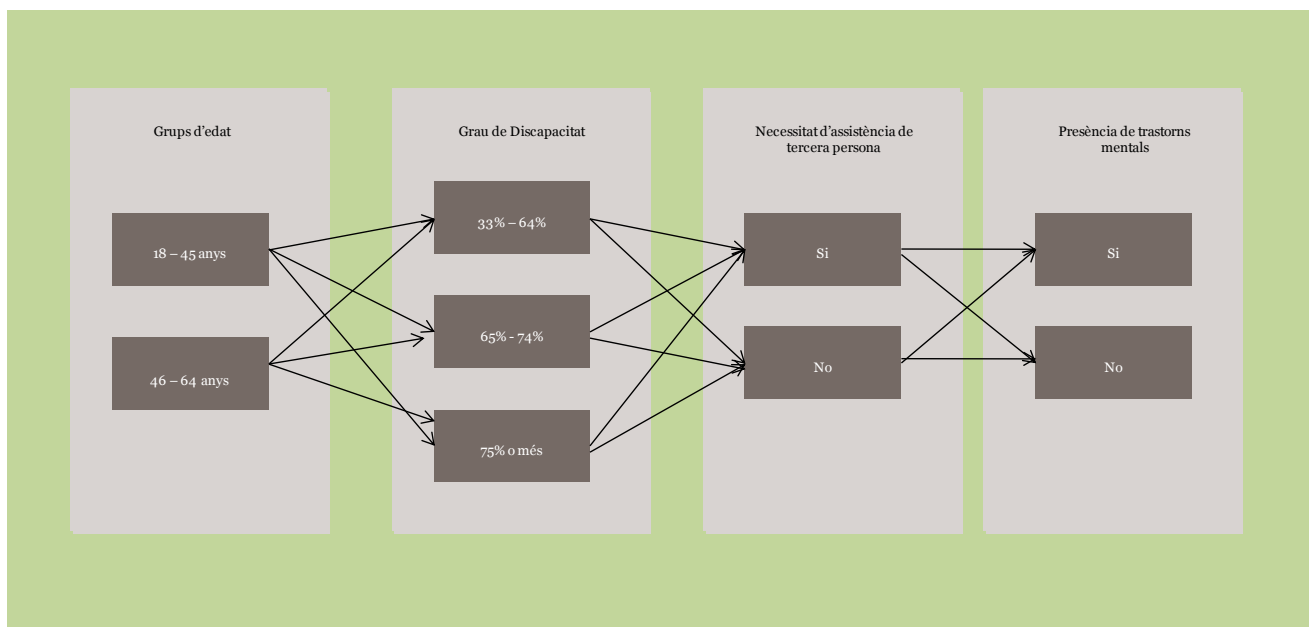 Grups d'edat
18 – 45 anys
46 – 64 anys
Grau de Discapacitat
33% – 64%
65% - 74%
75% o més
Necessitat d'assistència de
tercera persona
Si
No
Presència de trastorns
mentals
Si
No